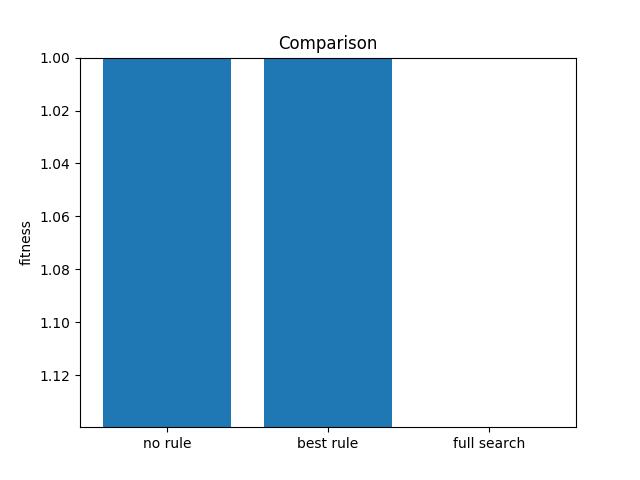 Comparison
1.00
1.02
1.04
1.06
1.08
1.10
1.12
fitness
no rule
best rule
full search